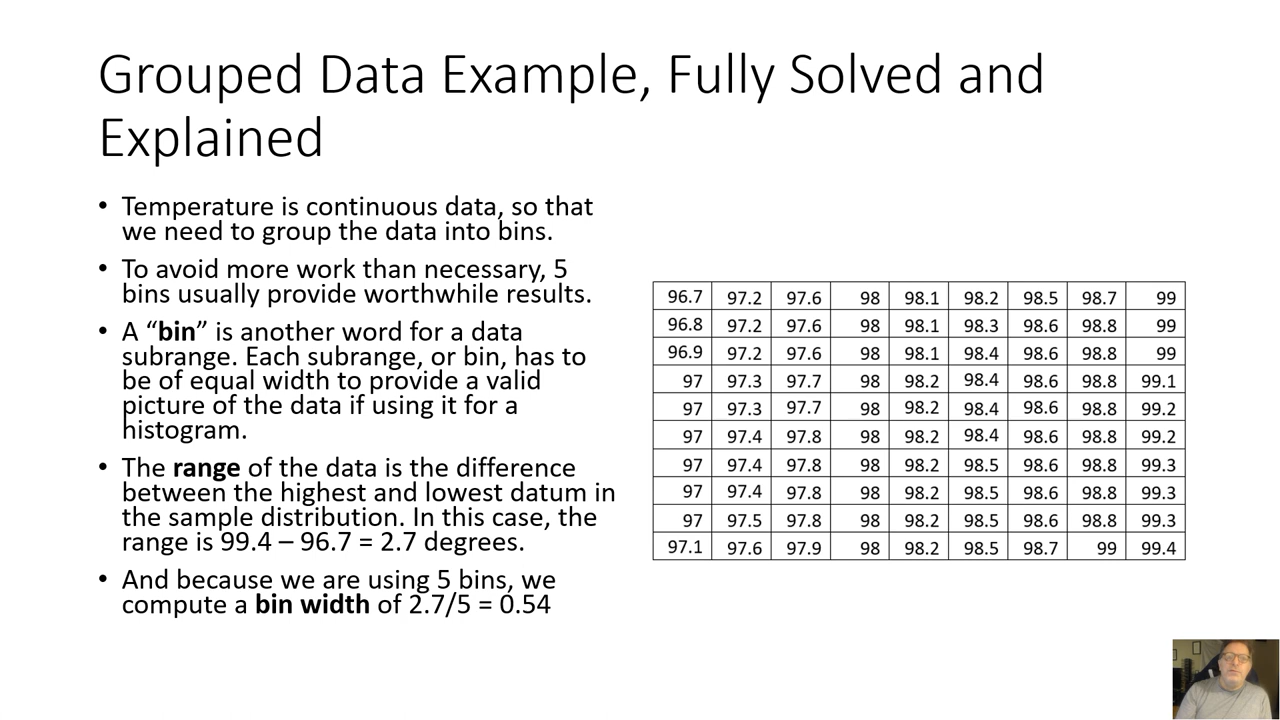 Grouped Data Example, Fully Solved and
Explained
• Temperature is continuous data, so that
we need to group the data into bins.
• To avoid more work than necessary, 5
bins usually provide worthwhile results.
• A “bin” is another word for a data
subrange. Each subrange, or bin, has to
be of equal width to provide a valid
picture of the data if using it for a
histogram.
• The range of the data is the difference
between the highest and lowest datum in
the sample distribution. In this case, the
range is 99.4 – 96.7 = 2.7 degrees.
• And because we are using 5 bins, we
compute a bin width of 2.7/5 = 0.54
96.7 97.2 97.6 98 98.1 98.2 98.5 98.7 99
96.8 97.2 97.6 98 98.1 98.3 98.6 98.8 99
96.9 97.2 97.6 98 98.1 98.4 98.6 98.8 99
97 97.3 97.7 98 98.2 98.4 98.6 98.8 99.1
97 97.3 97.7 98 98.2 98.4 98.6 98.8 99.2
97 97.4 97.8 98 98.2 98.4 98.6 98.8 99.2
97 97.4 97.8 98 98.2 98.5 98.6 98.8 99.3
97 97.4 97.8 98 98.2 98.5 98.6 98.8 99.3
97 97.5 97.8 98 98.2 98.5 98.6 98.8 99.3
97.1 97.6 97.9 98 98.2 98.5 98.7 99 99.4